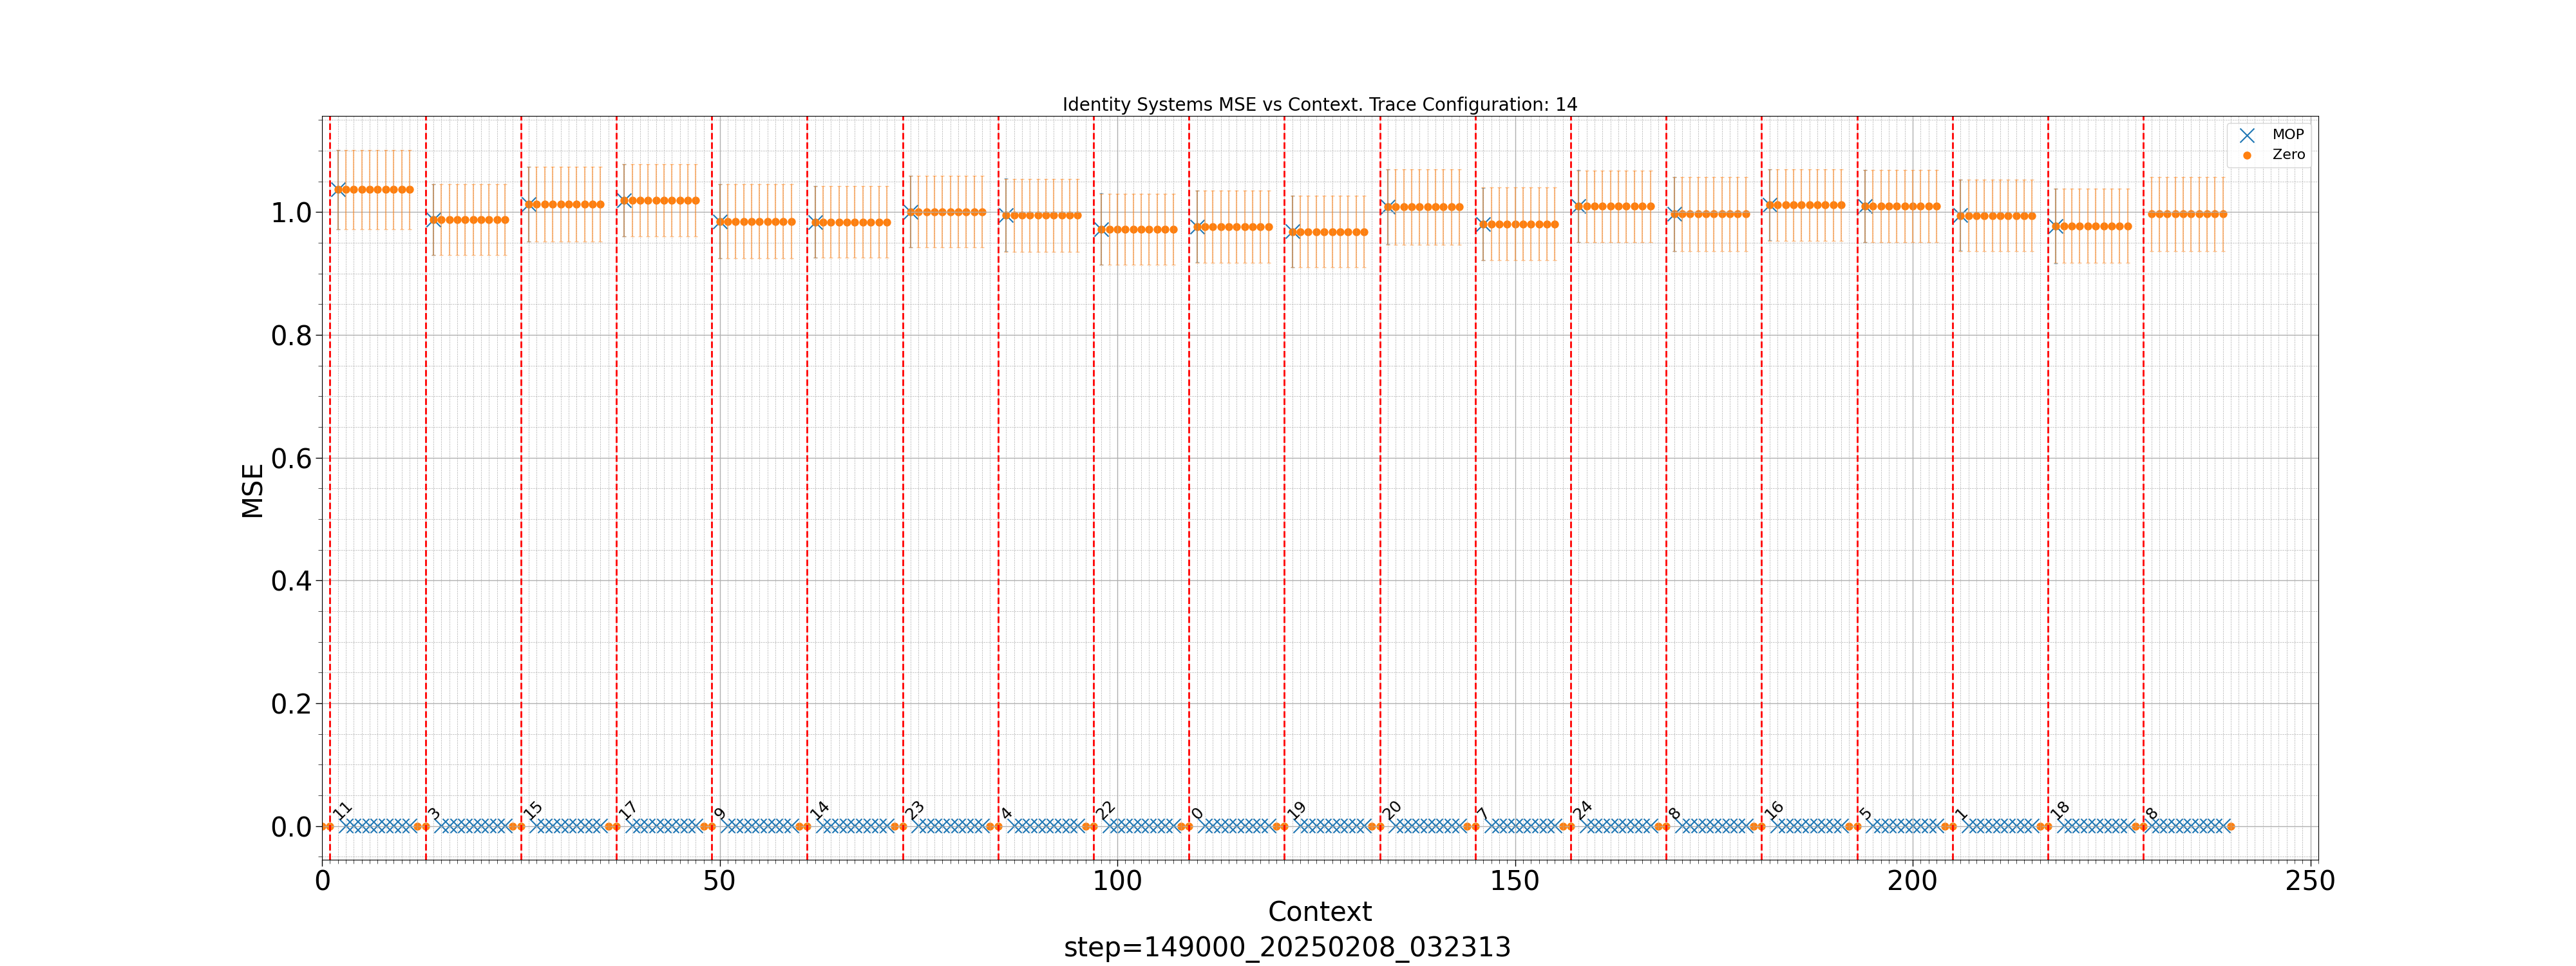 Identity Systems MSE vs Context. Trace Configuration: 14
MOP
Zero
1.0
0.8
0.6
0.4
0.2
0.0
MSE
11 3 15 17 9 14 23 4 22 0 19 20 7 24 8 16 5 1 18 8
0 50 100 150 200 250
Context
step=149000_20250208_032313